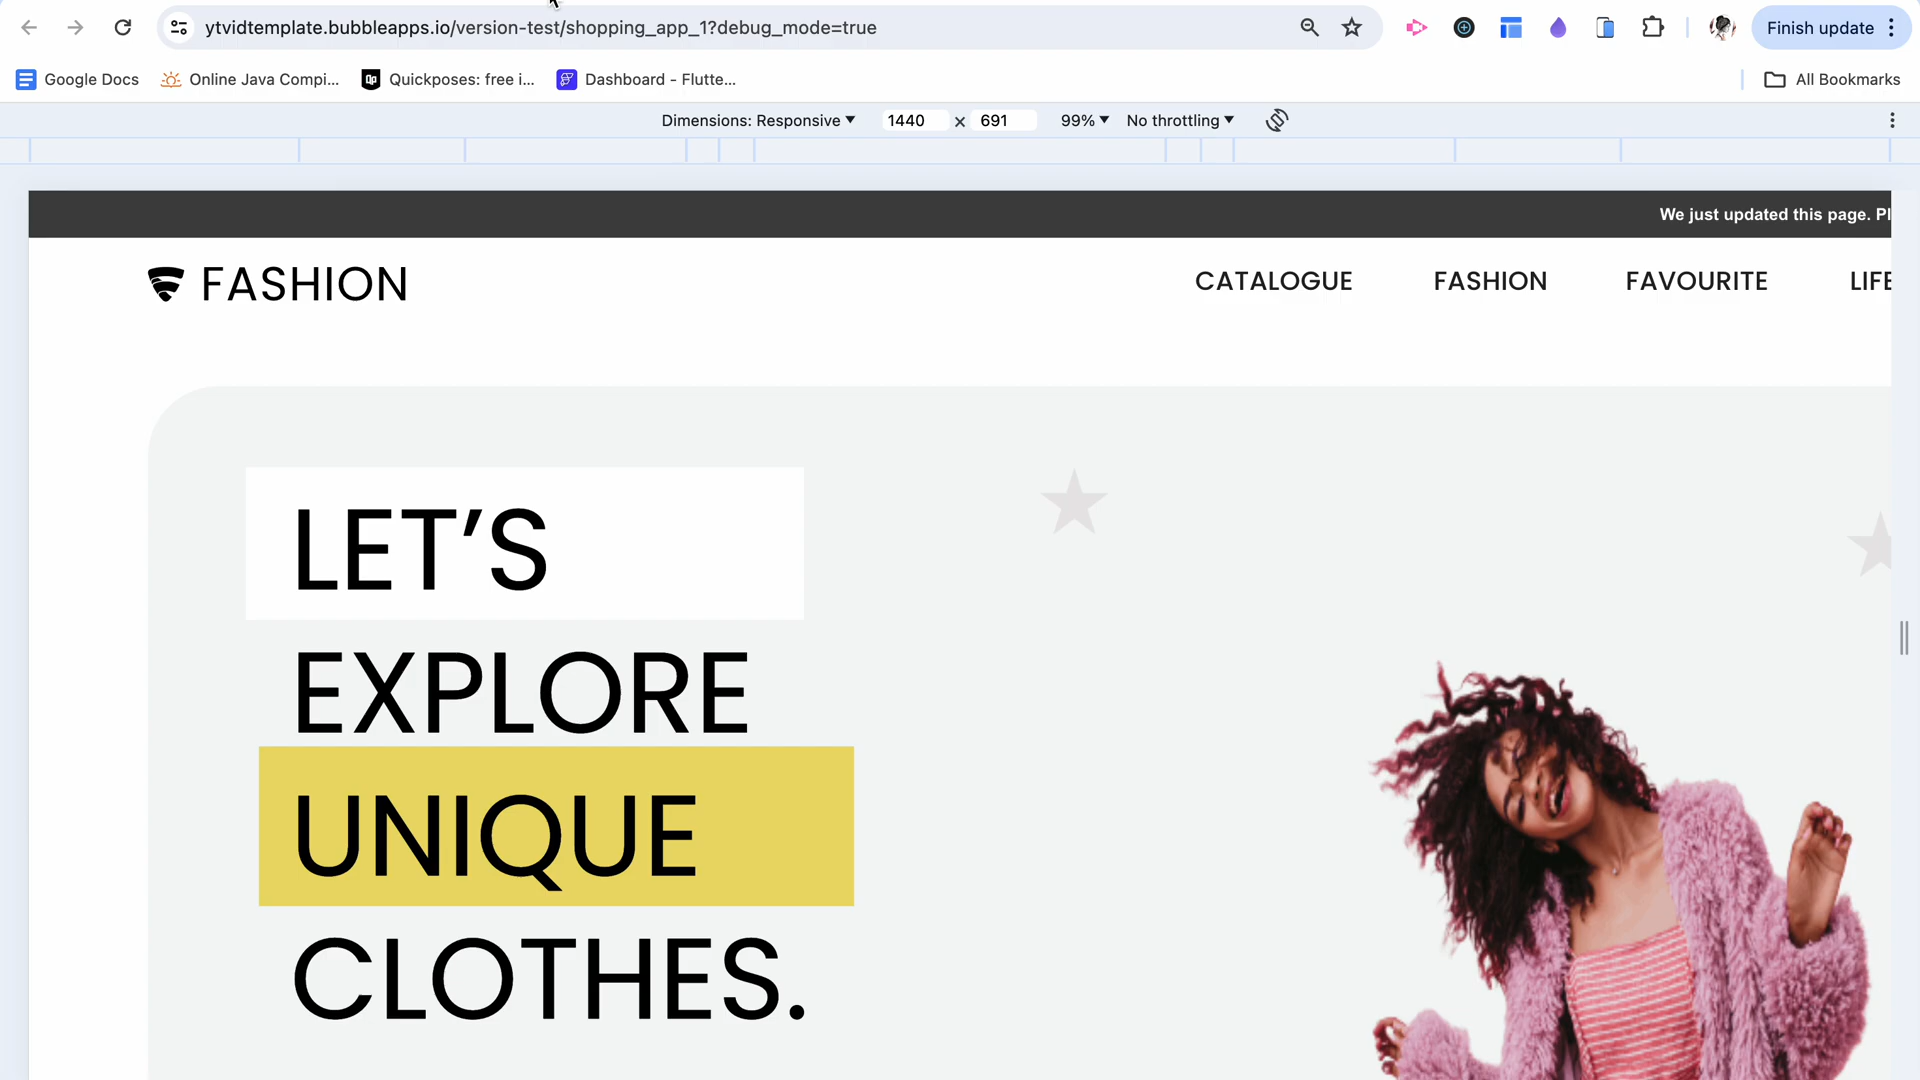 ytvidtemplate.bubbleapps.io/version-test/shopping_app_1?debug_mode=true
Finish update
Google Docs
Online Java Compi...
Quickposes: free i...
Dashboard - Flutte...
All Bookmarks
Dimensions: Responsive
1440 × 691
99%
No throttling
We just updated this page. Pl
FASHION
CATALOGUE
FASHION
FAVOURITE
LIFE
LET’S
EXPLORE
UNIQUE
CLOTHES.